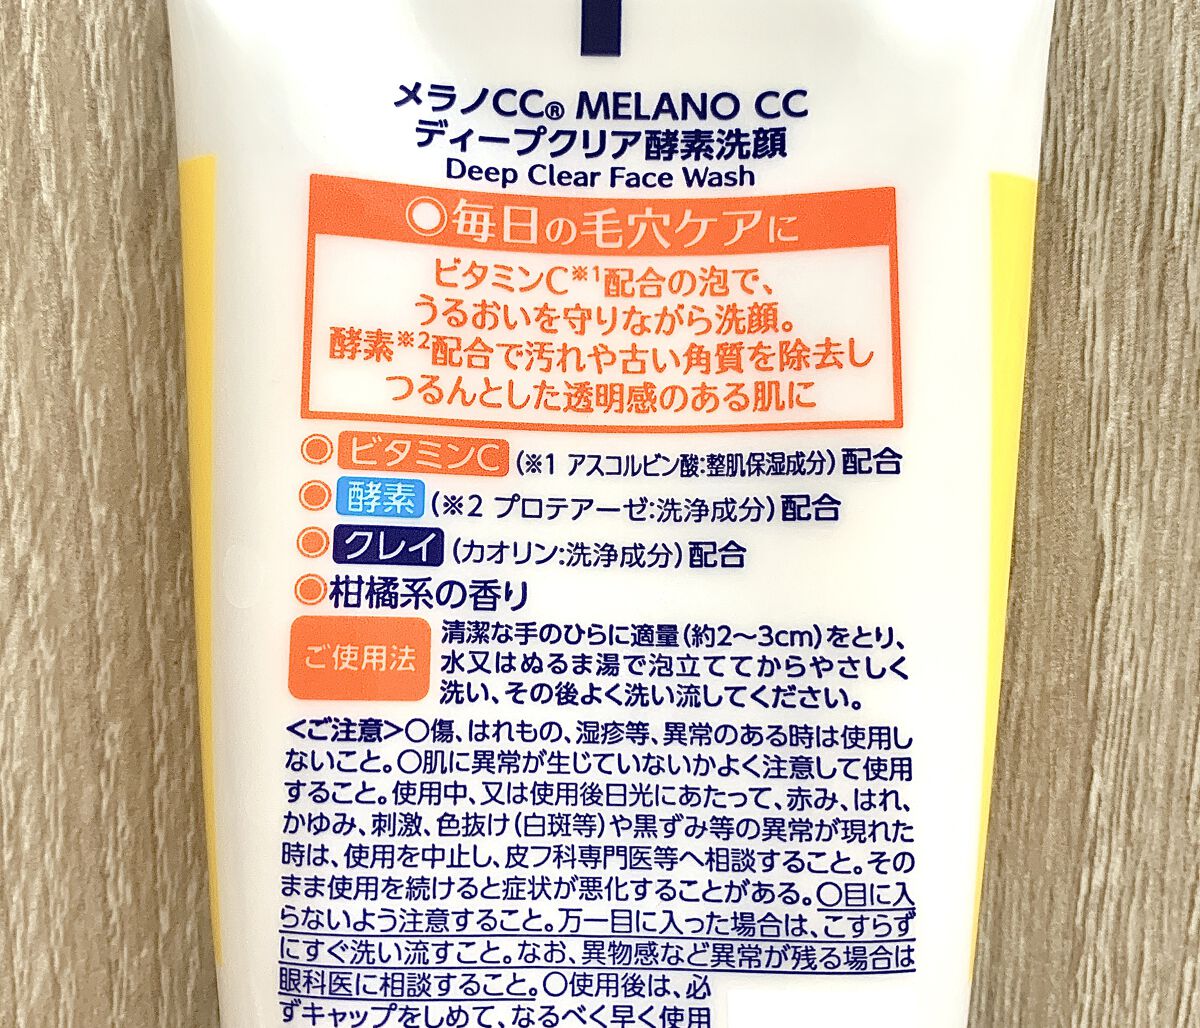 メラノCC® MELANO CC
ディープクリア酵素洗顔
Deep Clear Face Wash
◎毎日の毛穴ケアに
ビタミンC※1配合の泡で、
うるおいを守りながら洗顔。
酵素※2配合で汚れや古い角質を除去し
つるんとした透明感のある肌に
◎ビタミンC(※1 アスコルビン酸:整肌保湿成分)配合
◎酵素(※2 プロテアーゼ:洗浄成分)配合
◎クレイ(カオリン:洗浄成分)配合
◎柑橘系の香り
ご使用法
清潔な手のひらに適量(約2〜3cm)をとり、
水又はぬるま湯で泡立ててからやさしく
洗い、その後よく洗い流してください。
<ご注意>○傷、はれもの、湿疹等、異常のある時は使用し
ないこと。○肌に異常が生じていないかよく注意して使用
すること。使用中、又は使用後日光にあたって、赤み、はれ、
かゆみ、刺激、色抜け(白斑等)や黒ずみ等の異常が現れた
時は、使用を中止し、皮フ科専門医等へ相談すること。その
まま使用を続けると症状が悪化することがある。○目に入
らないよう注意すること。万一目に入った場合は、こすらず
にすぐ洗い流すこと。なお、異物感など異常が残る場合は
眼科医に相談すること。○使用後は、必
ずキャップをしめて、なるべく早く使用